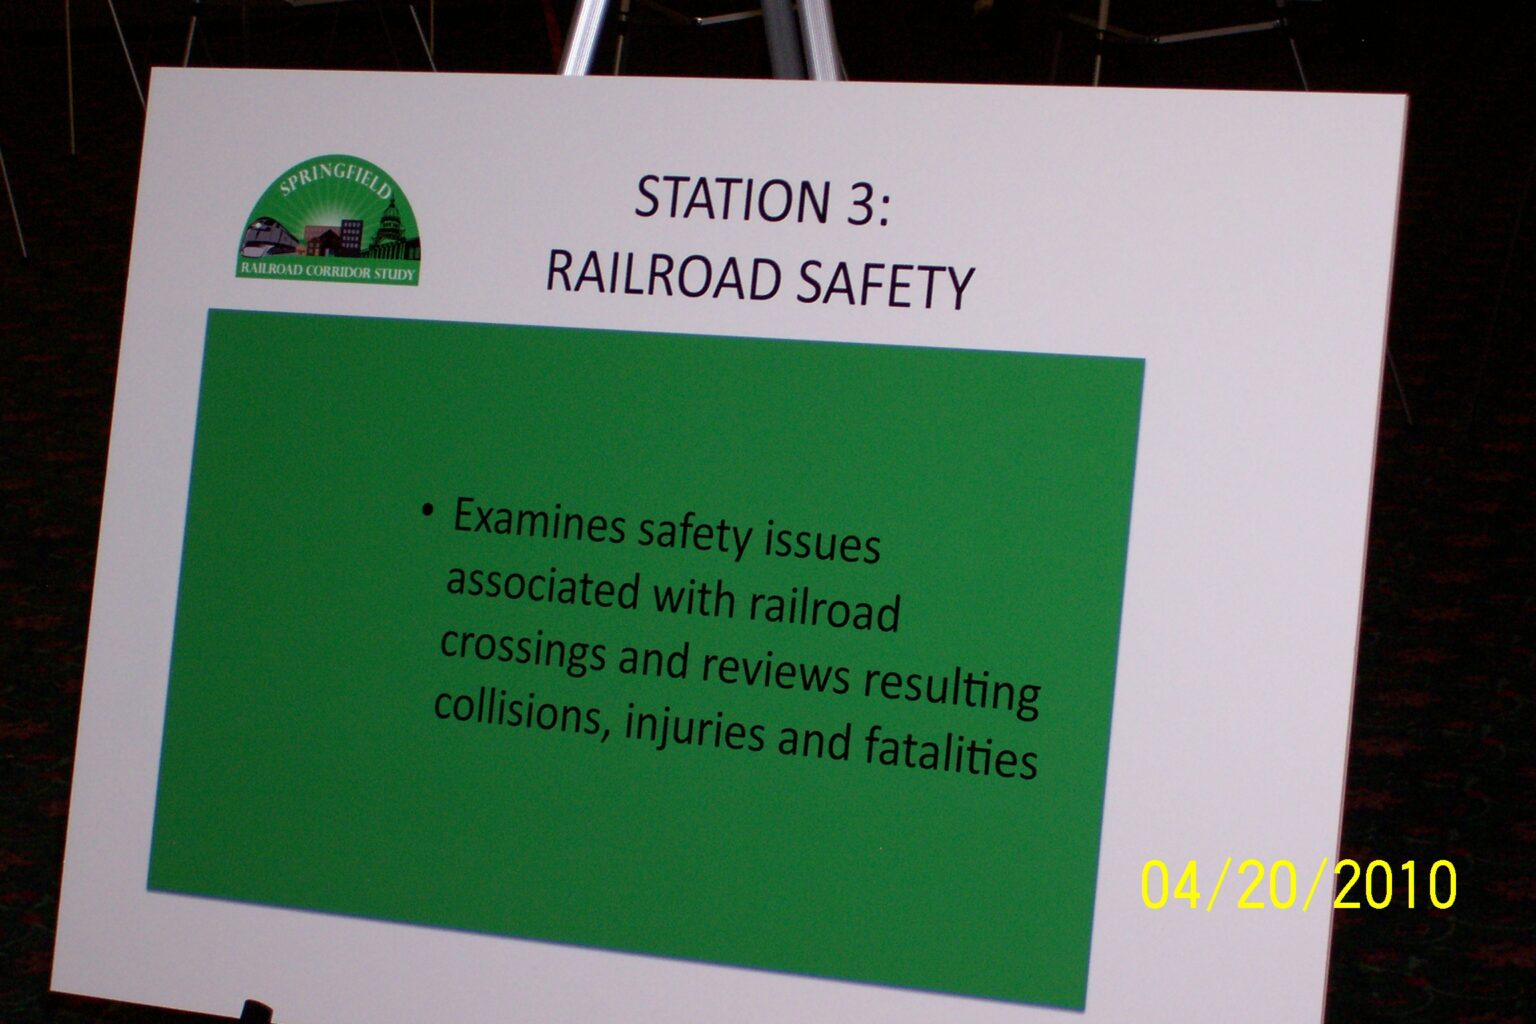 SPRINGFIELD
RAILROAD CORRIDOR STUDY
STATION 3:
RAILROAD SAFETY
• Examines safety issues
associated with railroad
crossings and reviews resulting
collisions, injuries and fatalities
04/20/2010